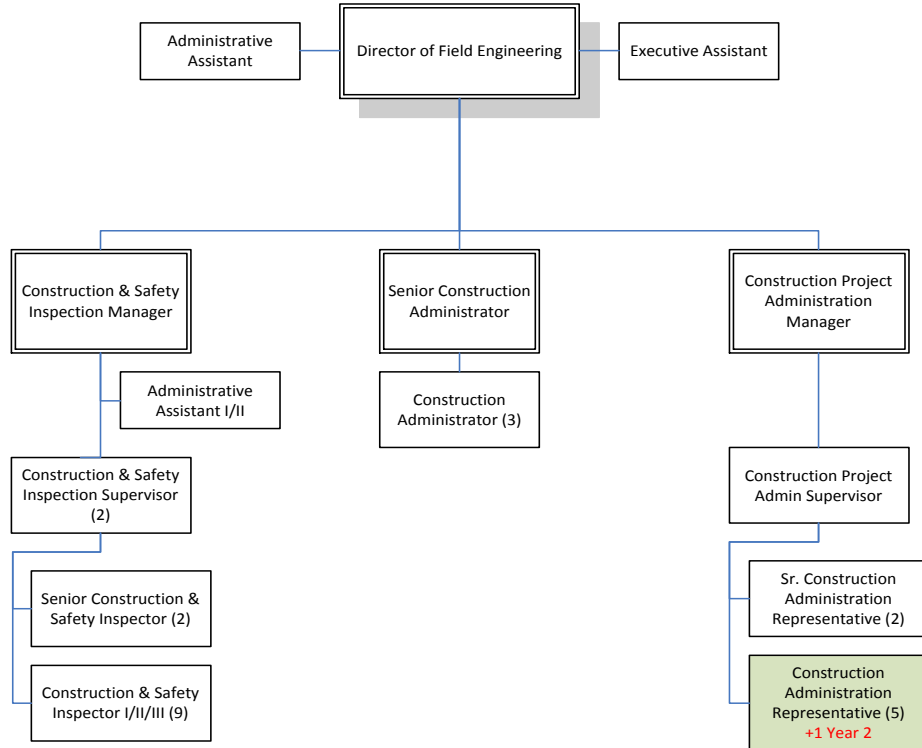 Administrative
Assistant
Director of Field Engineering
Executive Assistant
Construction & Safety
Inspection Manager
Senior Construction
Administrator
Construction Project
Administration
Manager
Administrative
Assistant I/II
Construction
Administrator (3)
Construction & Safety
Inspection Supervisor
(2)
Construction Project
Admin Supervisor
Senior Construction &
Safety Inspector (2)
Sr. Construction
Administration
Representative (2)
Construction & Safety
Inspector I/II/III (9)
Construction
Administration
Representative (5)
+1 Year 2